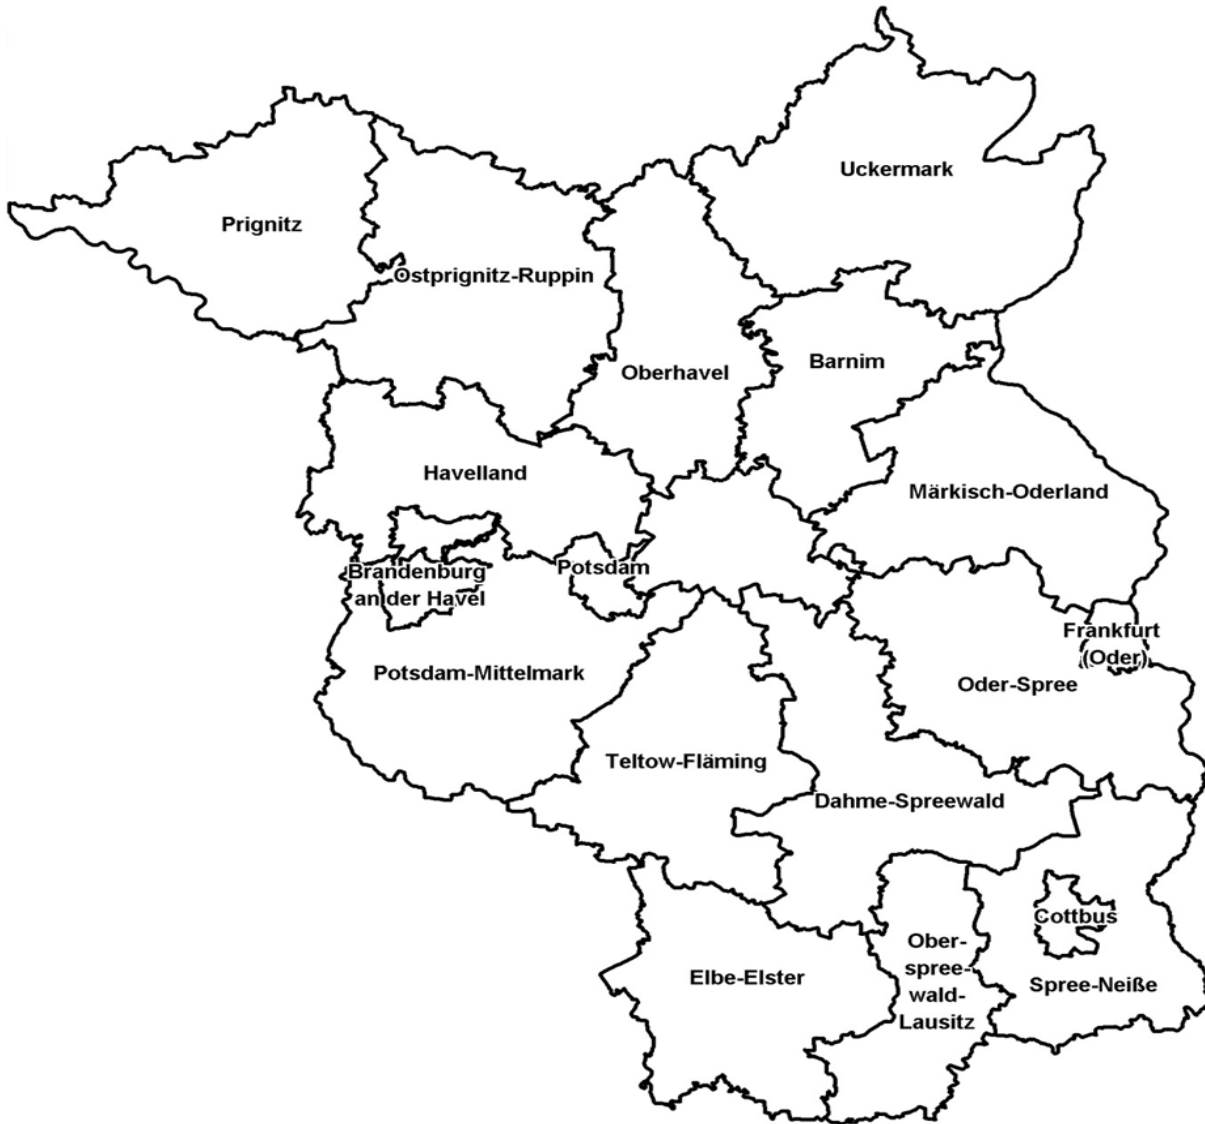 Uckermark
Prignitz
Ostprignitz-Ruppin
Barnim
Oberhavel
Havelland
Märkisch-Oderland
Potsdam
Brandenburg
an der Havel
Frankfurt
(Oder)
Potsdam-Mittelmark
Oder-Spree
Teltow-Fläming
Dahme-Spreewald
Cottbus
Ober-
spree-
wald-
Lausitz
Elbe-Elster
Spree-Neiße